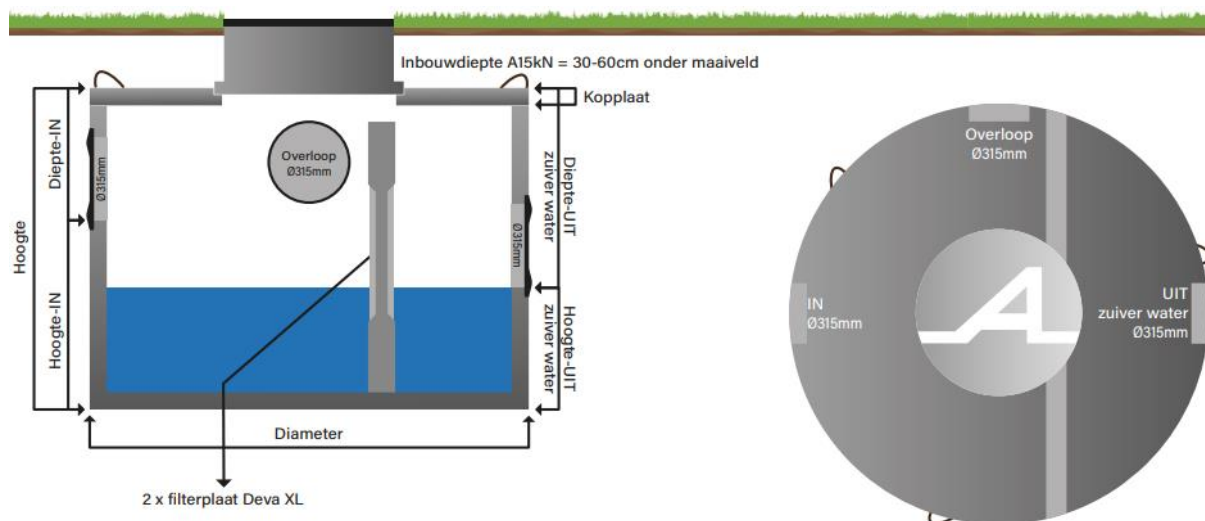 Inbouwdiepte A15kN = 30-60cm onder maaiveld
Kopplaat
Hoogte
Diepte-IN
Hoogte-IN
Ø315mm
Overloop
Ø315mm
Ø315mm
Diepte-UIT
zuiver water
Hoogte-UIT
zuiver water
Diameter
2 x filterplaat Deva XL
Overloop
Ø315mm
IN
Ø315mm
UIT
zuiver water
Ø315mm